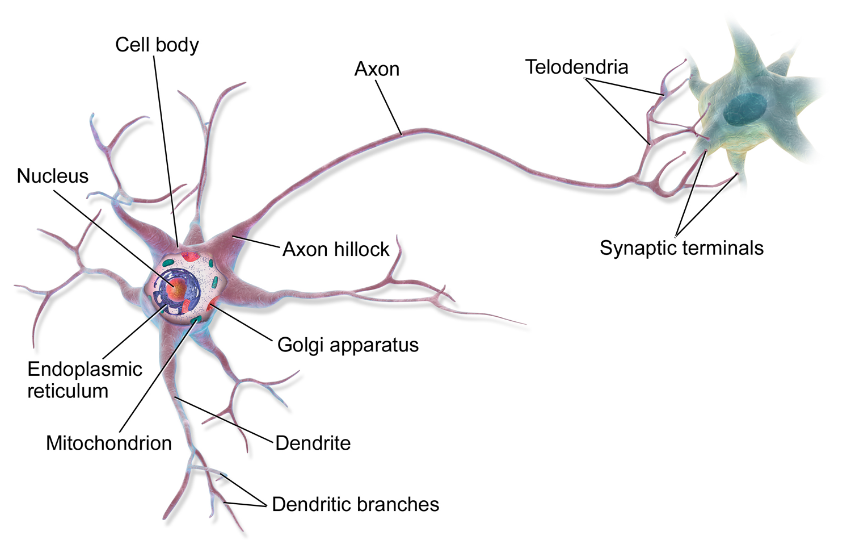 Cell body
Axon
Telodendria
Nucleus
Axon hillock
Synaptic terminals
Golgi apparatus
Endoplasmic
reticulum
Mitochondrion
Dendrite
Dendritic branches